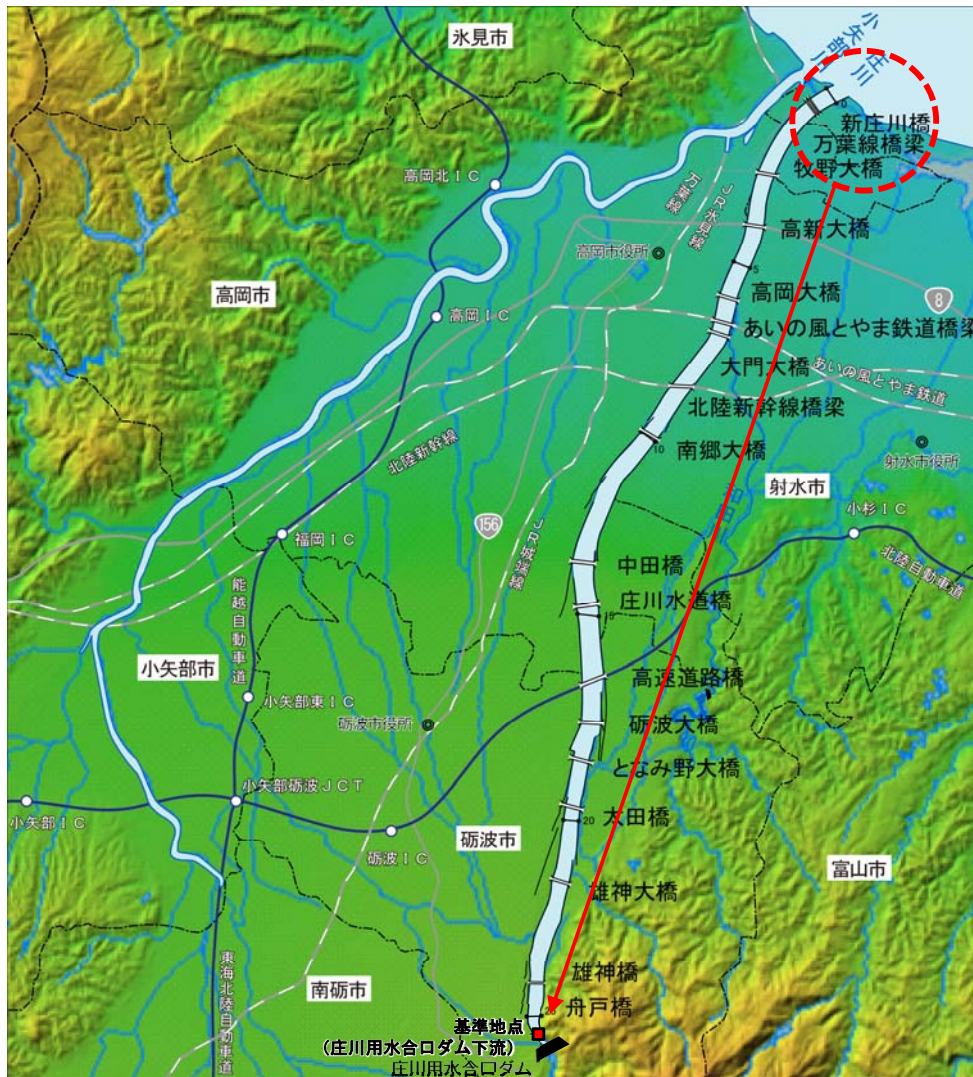 氷見市
小矢部川
庄川
0
新庄川橋
万葉線橋梁
牧野大橋
高岡北IC
万葉線
JR氷見線
高新大橋
高岡市役所
5
高岡市
高岡大橋
8
高岡IC
あいの風とやま鉄道橋梁
大門大橋
あいの風とやま鉄道
北陸新幹線橋梁
北陸新幹線
10
南郷大橋
射水市役所
射水市
小杉IC
156
JR城端線
福岡IC
中田橋
北陸自動車道
能越自動車道
庄川水道橋
15
小矢部市
高速道路橋
小矢部東IC
砺波市役所
砺波大橋
となみ野大橋
小矢部砺波JCT
小矢部IC
20
太田橋
砺波市
砺波IC
富山市
雄神大橋
東海北陸自動車道
雄神橋
南砺市
舟戸橋
基準地点
(庄川用水合口ダム下流)
庄川用水合口ダム